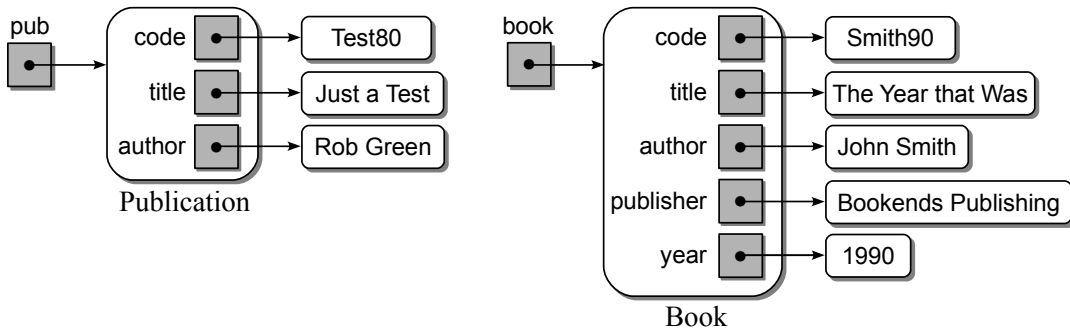 pub
code
Test80
title
Just a Test
author
Rob Green
Publication
book
code
Smith90
title
The Year that Was
author
John Smith
publisher
Bookends Publishing
year
1990
Book